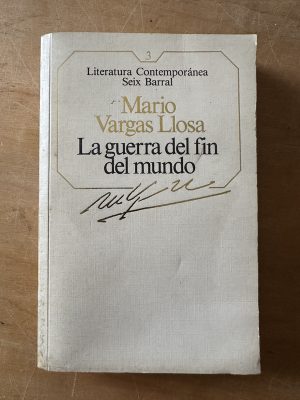 3
Literatura Contemporánea
Seix Barral
Mario
Vargas Llosa
La guerra del fin
del mundo